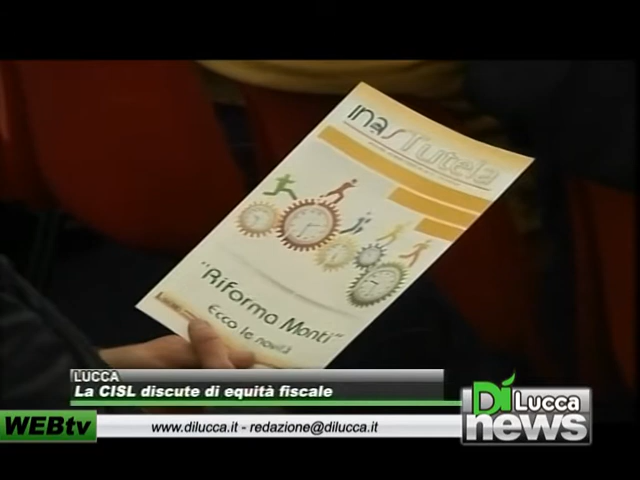 INAS Tutela
"Riforma Monti"
Ecco le novità
LUCCA
La CISL discute di equità fiscale
WEBtv
www.dilucca.it - redazione@dilucca.it
Dì LUCCA
news